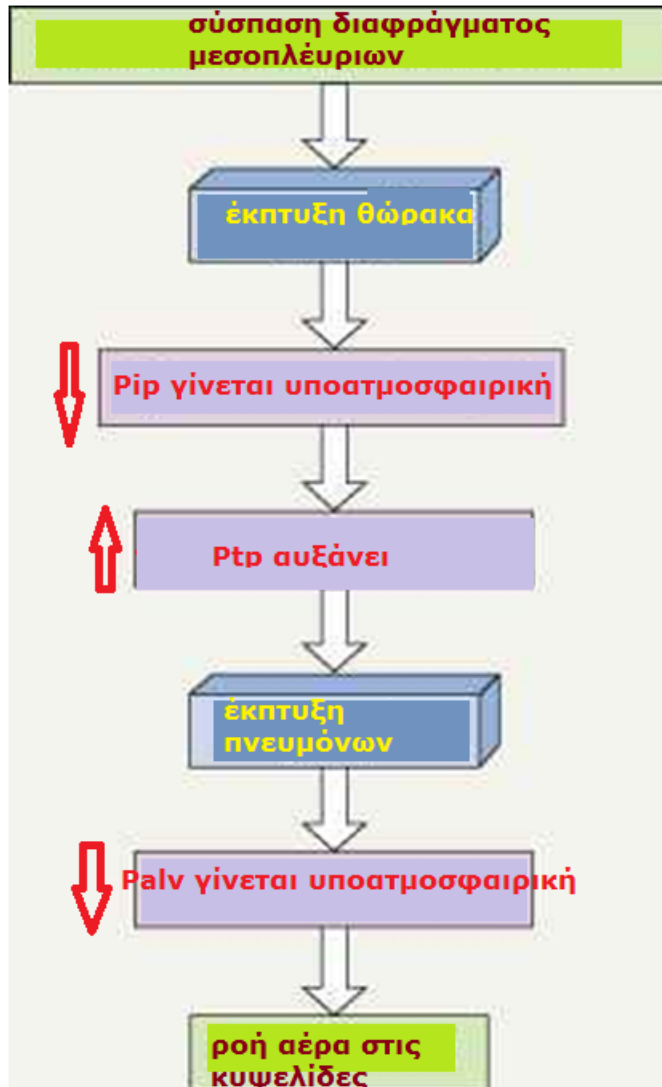 σύσπαση διαφράγματος
μεσοπλέυριων
έκπτυξη θώρακα
Pip γίνεται υποατμοσφαιρική
Ptp αυξάνει
έκπτυξη
πνευμόνων
Palv γίνεται υποατμοσφαιρική
ροή αέρα στις
κυψελίδες